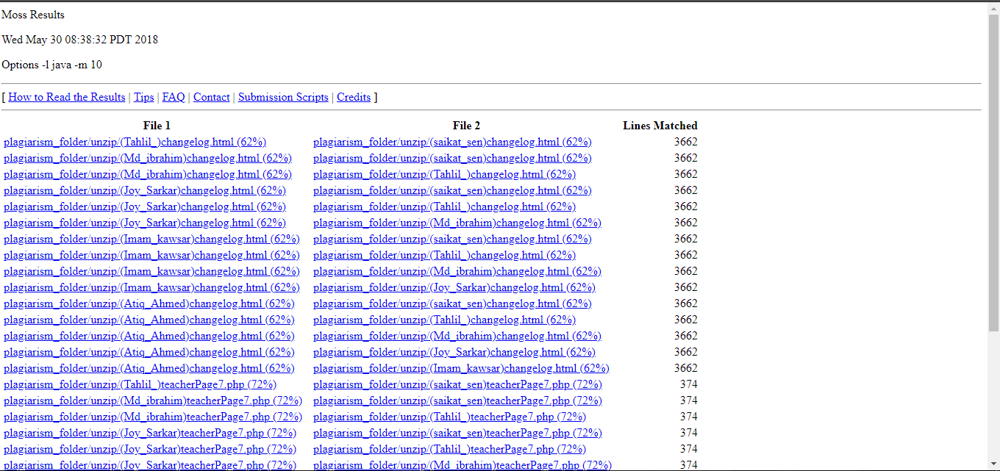 Moss Results
Wed May 30 08:38:32 PDT 2018
Options -l java -m 10
[ How to Read the Results | Tips | FAQ | Contact | Submission Scripts | Credits ]
File 1 File 2 Lines Matched
plagiarism_folder/unzip/(Tahlil_)changelog.html (62%) plagiarism_folder/unzip/(saikat_sen)changelog.html (62%) 3662
plagiarism_folder/unzip/(Md_ibrahim)changelog.html (62%) plagiarism_folder/unzip/(saikat_sen)changelog.html (62%) 3662
plagiarism_folder/unzip/(Md_ibrahim)changelog.html (62%) plagiarism_folder/unzip/(Tahlil_)changelog.html (62%) 3662
plagiarism_folder/unzip/(Joy_Sarkar)changelog.html (62%) plagiarism_folder/unzip/(saikat_sen)changelog.html (62%) 3662
plagiarism_folder/unzip/(Joy_Sarkar)changelog.html (62%) plagiarism_folder/unzip/(Tahlil_)changelog.html (62%) 3662
plagiarism_folder/unzip/(Joy_Sarkar)changelog.html (62%) plagiarism_folder/unzip/(Md_ibrahim)changelog.html (62%) 3662
plagiarism_folder/unzip/(Imam_kawsar)changelog.html (62%) plagiarism_folder/unzip/(saikat_sen)changelog.html (62%) 3662
plagiarism_folder/unzip/(Imam_kawsar)changelog.html (62%) plagiarism_folder/unzip/(Tahlil_)changelog.html (62%) 3662
plagiarism_folder/unzip/(Imam_kawsar)changelog.html (62%) plagiarism_folder/unzip/(Md_ibrahim)changelog.html (62%) 3662
plagiarism_folder/unzip/(Imam_kawsar)changelog.html (62%) plagiarism_folder/unzip/(Joy_Sarkar)changelog.html (62%) 3662
plagiarism_folder/unzip/(Atiq_Ahmed)changelog.html (62%) plagiarism_folder/unzip/(saikat_sen)changelog.html (62%) 3662
plagiarism_folder/unzip/(Atiq_Ahmed)changelog.html (62%) plagiarism_folder/unzip/(Tahlil_)changelog.html (62%) 3662
plagiarism_folder/unzip/(Atiq_Ahmed)changelog.html (62%) plagiarism_folder/unzip/(Md_ibrahim)changelog.html (62%) 3662
plagiarism_folder/unzip/(Atiq_Ahmed)changelog.html (62%) plagiarism_folder/unzip/(Joy_Sarkar)changelog.html (62%) 3662
plagiarism_folder/unzip/(Atiq_Ahmed)changelog.html (62%) plagiarism_folder/unzip/(Imam_kawsar)changelog.html (62%) 3662
plagiarism_folder/unzip/(Tahlil_)teacherPage7.php (72%) plagiarism_folder/unzip/(saikat_sen)teacherPage7.php (72%) 374
plagiarism_folder/unzip/(Md_ibrahim)teacherPage7.php (72%) plagiarism_folder/unzip/(saikat_sen)teacherPage7.php (72%) 374
plagiarism_folder/unzip/(Md_ibrahim)teacherPage7.php (72%) plagiarism_folder/unzip/(Tahlil_)teacherPage7.php (72%) 374
plagiarism_folder/unzip/(Joy_Sarkar)teacherPage7.php (72%) plagiarism_folder/unzip/(saikat_sen)teacherPage7.php (72%) 374
plagiarism_folder/unzip/(Joy_Sarkar)teacherPage7.php (72%) plagiarism_folder/unzip/(Tahlil_)teacherPage7.php (72%) 374
plagiarism_folder/unzip/(Joy_Sarkar)teacherPage7.php (72%) plagiarism_folder/unzip/(Md_ibrahim)teacherPage7.php (72%) 374